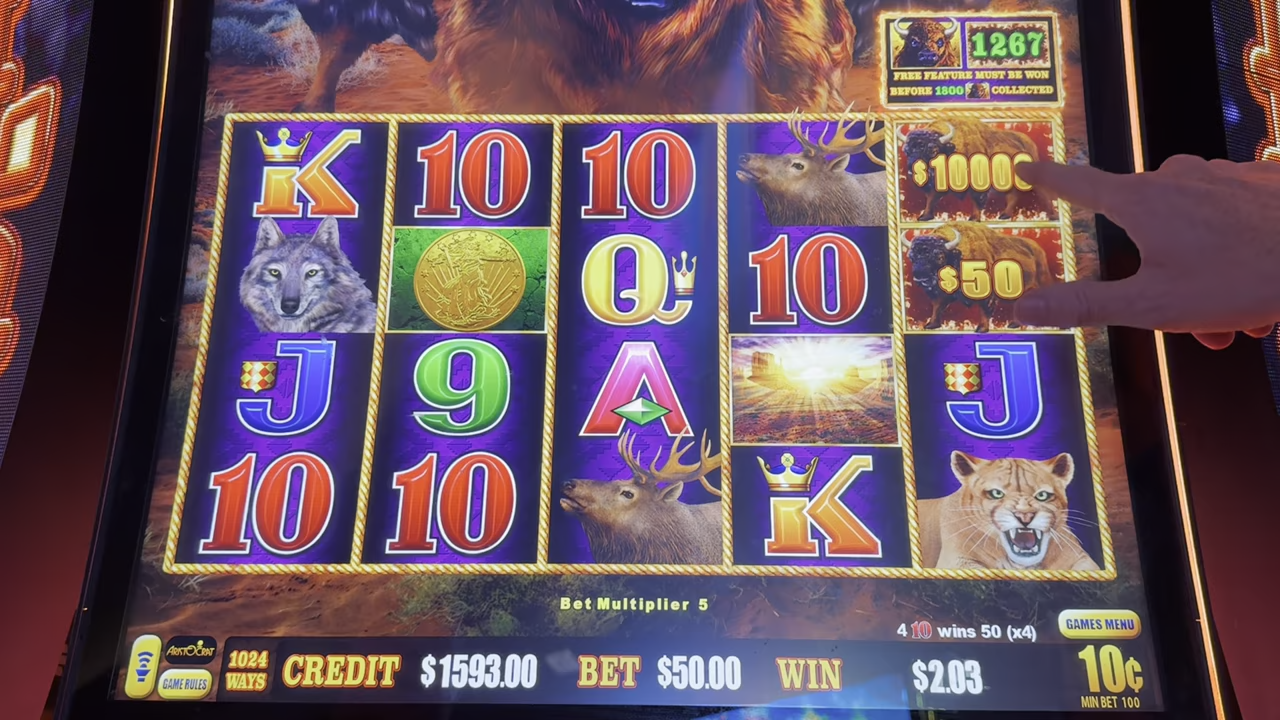 1267
FREE FEATURE MUST BE WON
BEFORE 1800 COLLECTED
K 10 10 $1000
Q 10 $50
J 9 A J
10 10 K
Bet Multiplier 5
4 10 wins 50 (x4)
GAMES MENU
ARISTOCRAT
GAME RULES
1024 WAYS
CREDIT $1593.00 BET $50.00 WIN $2.03
10¢
MIN BET 100